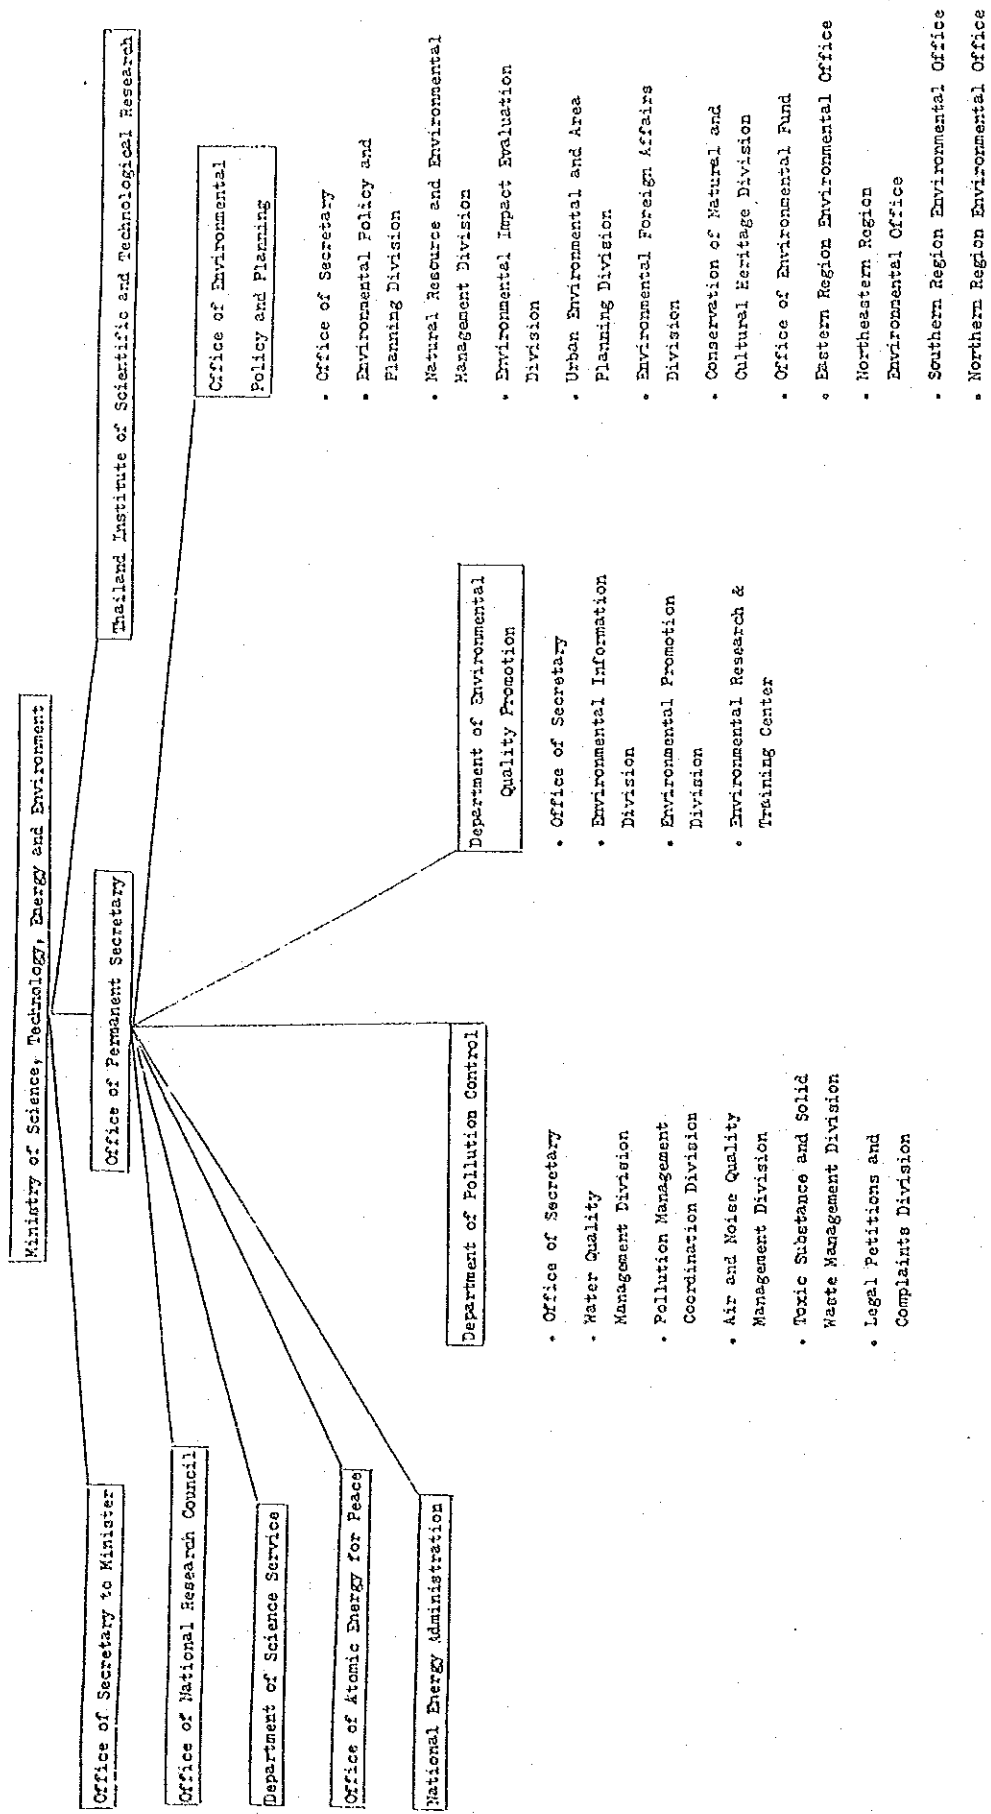 Ministry of Science, Technology, Energy and Environment
Office of Secretary to Minister
Office of Permanent Secretary
Thailand Institute of Scientific and Technological Research
Office of National Research Council
Department of Science Service
Office of Atomic Energy for Peace
National Energy Administration
Department of Pollution Control
• Office of Secretary
• Water Quality
Management Division
• Pollution Management
Coordination Division
• Air and Noise Quality
Management Division
• Toxic Substance and Solid
Waste Management Division
• Legal Petitions and
Complaints Division
Department of Environmental
Quality Promotion
• Office of Secretary
• Environmental Information
Division
• Environmental Promotion
Division
• Environmental Research &
Training Center
Office of Environmental
Policy and Planning
• Office of Secretary
• Environmental Policy and
Planning Division
• Natural Resource and Environmental
Management Division
• Environmental Impact Evaluation
Division
• Urban Environmental and Area
Planning Division
• Environmental Foreign Affairs
Division
• Conservation of Natural and
Cultural Heritage Division
• Office of Environmental Fund
• Eastern Region Environmental Office
• Northeastern Region
Environmental Office
• Southern Region Environmental Office
• Northern Region Environmental Office